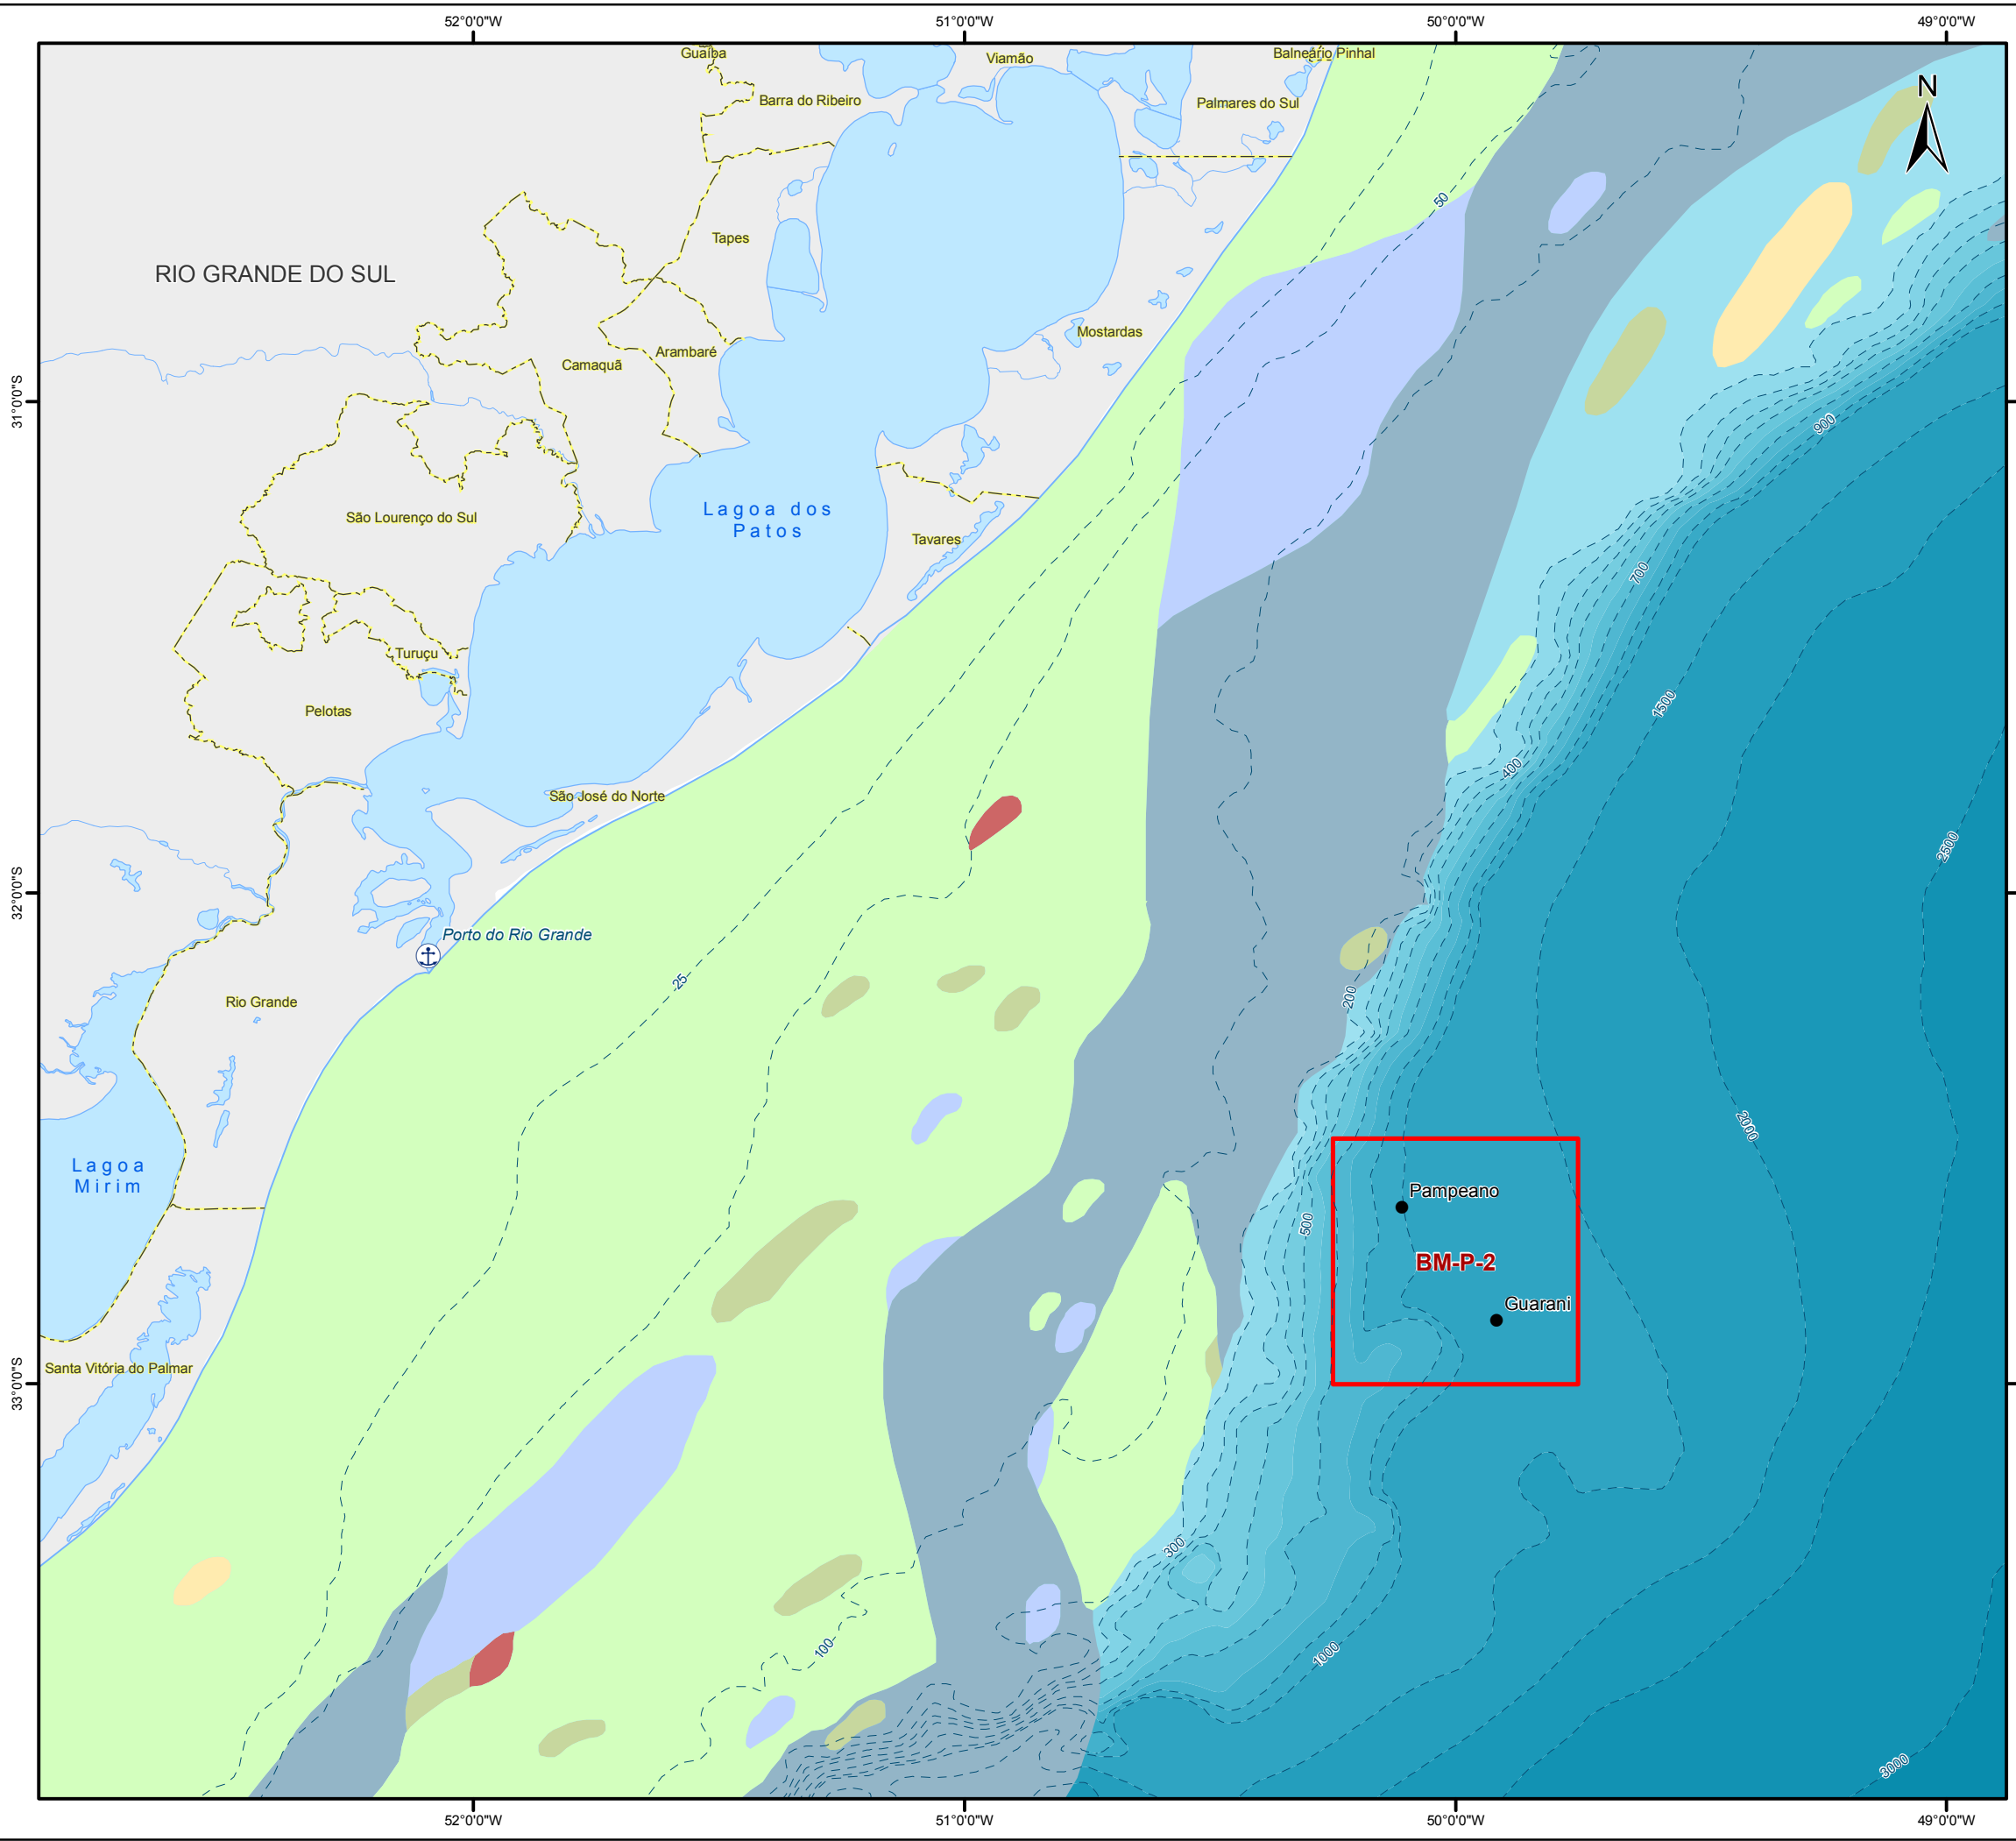 52°0'0"W
51°0'0"W
50°0'0"W
49°0'0"W
Guaíba
Viamão
Balneário Pinhal
N
Barra do Ribeiro
Palmares do Sul
50
Tapes
RIO GRANDE DO SUL
Mostardas
Arambaré
Camaquã
31°0'0"S
900
Lagoa dos
Patos
São Lourenço do Sul
Tavares
700
Turuçu
Pelotas
1500
400
São José do Norte
2500
32°0'0"S
Porto do Rio Grande
25
200
Rio Grande
2000
Lagoa
Mirim
Pampeano
500
BM-P-2
Guarani
Santa Vitória do Palmar
33°0'0"S
300
100
1000
3000
52°0'0"W
51°0'0"W
50°0'0"W
49°0'0"W